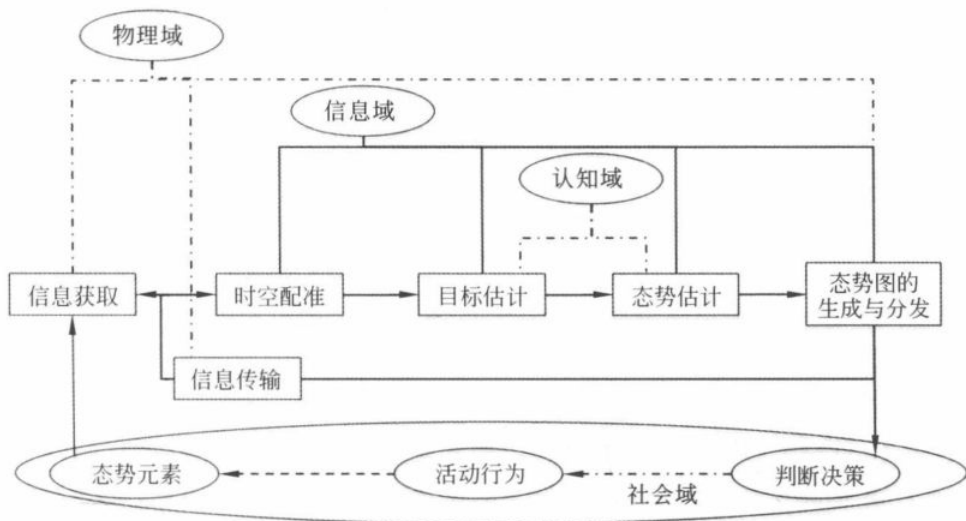 物理域
信息域
认知域
信息获取
时空配准
目标估计
态势估计
态势图的
生成与分发
信息传输
态势元素
活动行为
社会域
判断决策